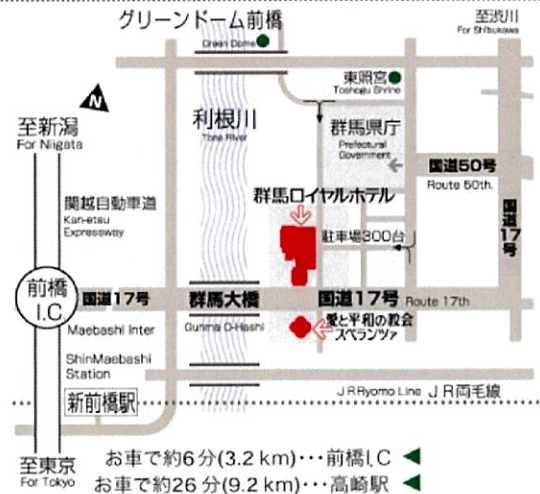 グリーンドーム前橋
Green Dome
至渋川
For Shibukawa
東照宮
Toshogu Shrine
N
至新潟
For Niigata
利根川
Tone River
群馬県庁
Prefectural
Government
国道50号
Route 50th.
関越自動車道
Kan-etsu
Expressway
群馬ロイヤルホテル
国道17号
駐車場300台
前橋
I.C.
国道17号
群馬大橋
国道17号 Route 17th
Maebashi Inter
Gunma O-Hashi
愛と平和の教会
スペランツァ
ShinMaebashi
Station
新前橋駅
JR Ryomo Line JR両毛線
至東京
For Tokyo
お車で約6分(3.2 km)･･･前橋I.C ◀
お車で約26分(9.2 km)･･･高崎駅 ◀